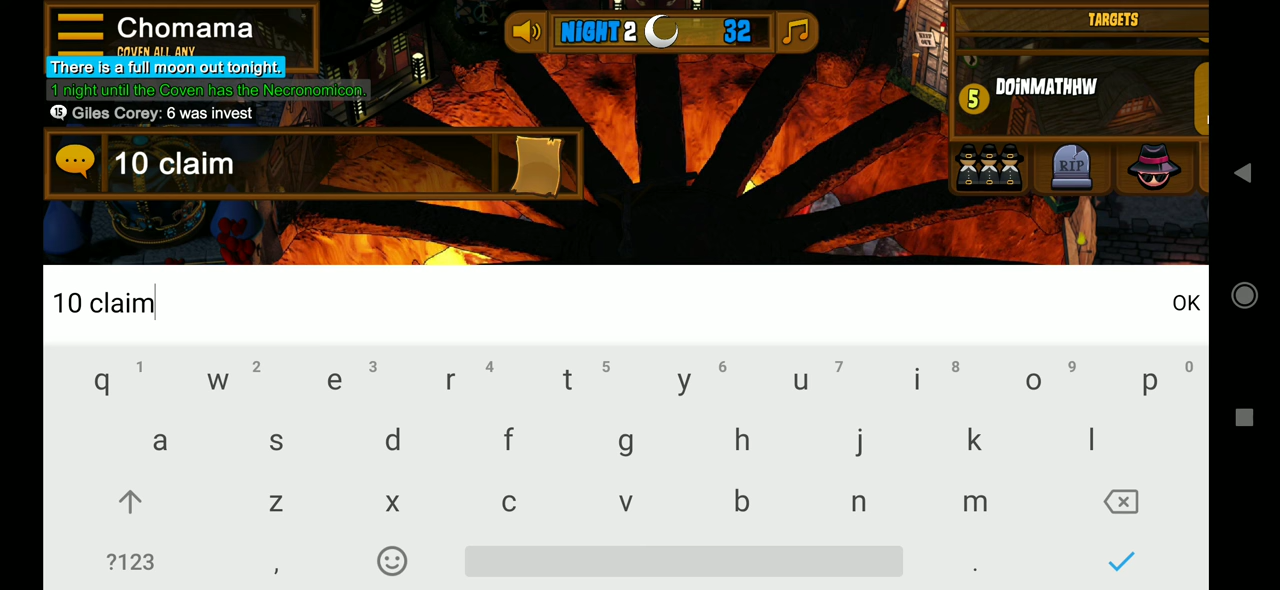 Chomama
COVEN ALL ANY
There is a full moon out tonight.
1 night until the Coven has the Necronomicon.
15 Giles Corey: 6 was invest
10 claim
NIGHT 2 32
TARGETS
KEEP OUT
5 DOINMATHHW
RIP
10 claim OK
q 1 w 2 e 3 r 4 t 5 y 6 u 7 i 8 o 9 p 0
a s d f g h j k l
z x c v b n m
?123 , .